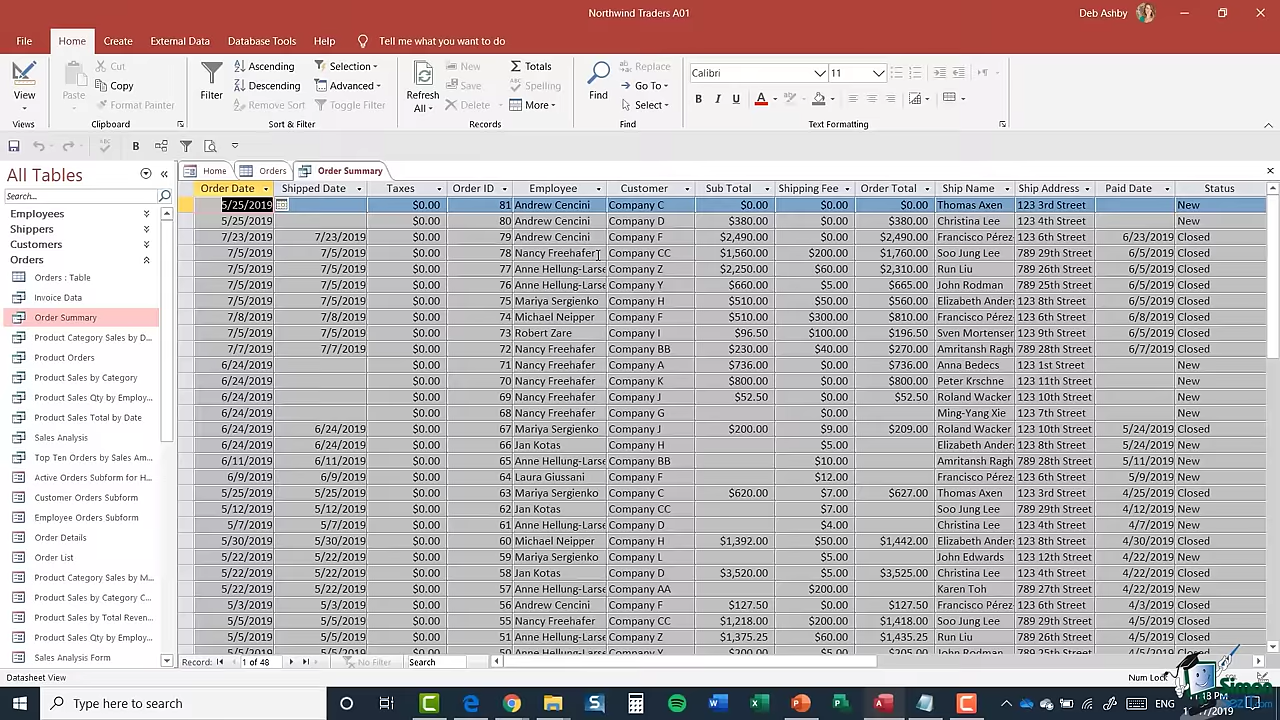 Northwind Traders A01
Deb Ashby
File Home Create External Data Database Tools Help Tell me what you want to do
View
Views
Paste
Cut
Copy
Format Painter
Clipboard
Filter
Ascending
Descending
Remove Sort
Selection
Advanced
Toggle Filter
Sort & Filter
Refresh
All
New
Save
Delete
Totals
Spelling
More
Records
Find
Replace
Go To
Select
Find
Calibri 11
B I U A
Text Formatting
B
All Tables
Search...
Employees
Shippers
Customers
Orders
Orders : Table
Invoice Data
Order Summary
Product Category Sales by D...
Product Orders
Product Sales by Category
Product Sales Qty by Employ...
Product Sales Total by Date
Sales Analysis
Top Ten Orders by Sales Am...
Active Orders Subform for H...
Customer Orders Subform
Employee Orders Subform
Order Details
Order List
Product Category Sales by M...
Product Sales by Category C...
Product Sales by Total Reven...
Product Sales Qty by Employ...
Sales Analysis Form
Home Orders Order Summary
Order Date Shipped Date Taxes Order ID Employee Customer Sub Total Shipping Fee Order Total Ship Name Ship Address Paid Date Status
5/25/2019 $0.00 81 Andrew Cencini Company C $0.00 $0.00 $0.00 Thomas Axen 123 3rd Street New
5/25/2019 $0.00 80 Andrew Cencini Company D $380.00 $0.00 $380.00 Christina Lee 123 4th Street New
7/23/2019 7/23/2019 $0.00 79 Andrew Cencini Company F $2,490.00 $0.00 $2,490.00 Francisco Pérez 123 6th Street 6/23/2019 Closed
7/5/2019 7/5/2019 $0.00 78 Nancy Freehafer Company CC $1,560.00 $200.00 $1,760.00 Soo Jung Lee 789 29th Street 6/5/2019 Closed
7/5/2019 7/5/2019 $0.00 77 Anne Hellung-Larse Company Z $2,250.00 $60.00 $2,310.00 Run Liu 789 26th Street 6/5/2019 Closed
7/5/2019 7/5/2019 $0.00 76 Anne Hellung-Larse Company Y $660.00 $5.00 $665.00 John Rodman 789 25th Street 6/5/2019 Closed
7/5/2019 7/5/2019 $0.00 75 Mariya Sergienko Company H $510.00 $50.00 $560.00 Elizabeth Ander 123 8th Street 6/5/2019 Closed
7/8/2019 7/8/2019 $0.00 74 Michael Neipper Company F $510.00 $300.00 $810.00 Francisco Pérez 123 6th Street 6/8/2019 Closed
7/5/2019 7/5/2019 $0.00 73 Robert Zare Company I $96.50 $100.00 $196.50 Sven Mortensen 123 9th Street 6/5/2019 Closed
7/7/2019 7/7/2019 $0.00 72 Nancy Freehafer Company BB $230.00 $40.00 $270.00 Amritansh Ragh 789 28th Street 6/7/2019 Closed
6/24/2019 $0.00 71 Nancy Freehafer Company A $736.00 $0.00 $736.00 Anna Bedecs 123 1st Street New
6/24/2019 $0.00 70 Nancy Freehafer Company K $800.00 $0.00 $800.00 Peter Krschne 123 11th Street New
6/24/2019 $0.00 69 Nancy Freehafer Company J $52.50 $0.00 $52.50 Roland Wacker 123 10th Street New
6/24/2019 $0.00 68 Nancy Freehafer Company G $0.00 Ming-Yang Xie 123 7th Street New
6/24/2019 6/24/2019 $0.00 67 Mariya Sergienko Company J $200.00 $9.00 $209.00 Roland Wacker 123 10th Street 5/24/2019 Closed
6/24/2019 6/24/2019 $0.00 66 Jan Kotas Company H $5.00 Elizabeth Ander 123 8th Street 5/24/2019 New
6/11/2019 6/11/2019 $0.00 65 Anne Hellung-Larse Company BB $10.00 Amritansh Ragh 789 28th Street 5/11/2019 Closed
6/9/2019 6/9/2019 $0.00 64 Laura Giussani Company F $12.00 Francisco Pérez 123 6th Street 5/9/2019 New
5/25/2019 5/25/2019 $0.00 63 Mariya Sergienko Company C $620.00 $7.00 $627.00 Thomas Axen 123 3rd Street 4/25/2019 Closed
5/12/2019 5/12/2019 $0.00 62 Jan Kotas Company CC $7.00 Soo Jung Lee 789 29th Street 4/12/2019 New
5/7/2019 5/7/2019 $0.00 61 Anne Hellung-Larse Company D $4.00 Christina Lee 123 4th Street 4/7/2019 New
5/30/2019 5/30/2019 $0.00 60 Michael Neipper Company H $1,392.00 $50.00 $1,442.00 Elizabeth Ander 123 8th Street 4/30/2019 Closed
5/22/2019 5/22/2019 $0.00 59 Mariya Sergienko Company L $5.00 John Edwards 123 12th Street 4/22/2019 New
5/22/2019 5/22/2019 $0.00 58 Jan Kotas Company D $3,520.00 $5.00 $3,525.00 Christina Lee 123 4th Street 4/22/2019 Closed
5/22/2019 5/22/2019 $0.00 57 Anne Hellung-Larse Company AA $200.00 Karen Toh 789 27th Street 4/22/2019 New
5/3/2019 5/3/2019 $0.00 56 Andrew Cencini Company F $127.50 $0.00 $127.50 Francisco Pérez 123 6th Street 4/3/2019 Closed
5/5/2019 5/5/2019 $0.00 55 Nancy Freehafer Company CC $1,218.00 $200.00 $1,418.00 Soo Jung Lee 789 29th Street 4/5/2019 Closed
5/5/2019 5/5/2019 $0.00 51 Anne Hellung-Larse Company Z $1,375.25 $60.00 $1,435.25 Run Liu 789 26th Street 4/5/2019 Closed
Record: 1 of 48 No Filter Search
Datasheet View
Num Lock
Type here to search